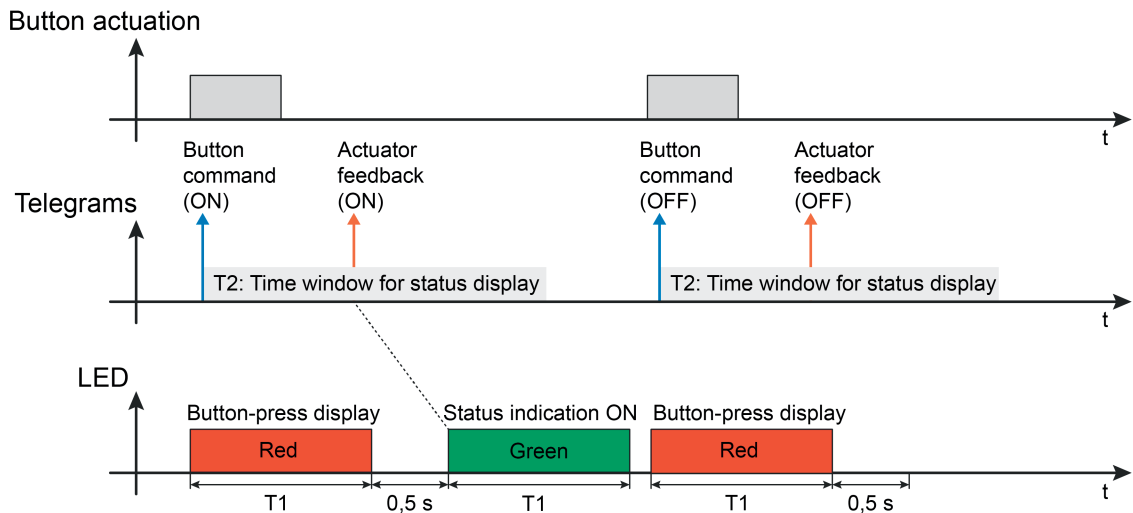 Button actuation
t
Button
command
(ON)
Actuator
feedback
(ON)
Button
command
(OFF)
Actuator
feedback
(OFF)
Telegrams
T2: Time window for status display
T2: Time window for status display
t
LED
Button-press display
Status indication ON
Button-press display
Red
Green
Red
t
T1
0,5 s
T1
T1
0,5 s